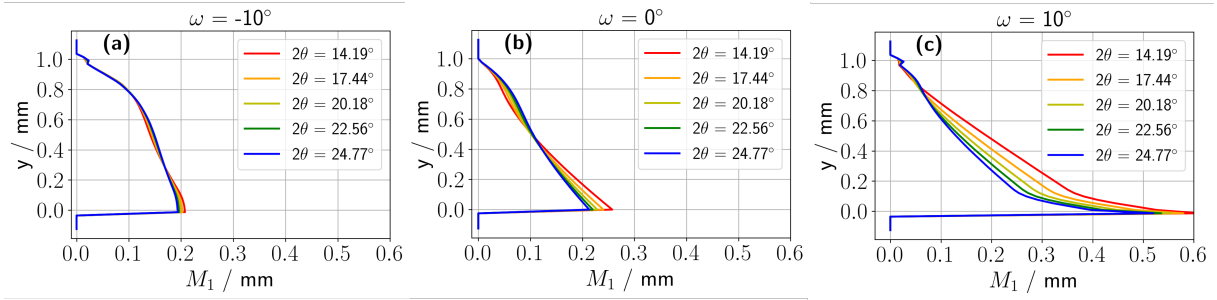 ω = -10°
(a)
2θ = 14.19°
2θ = 17.44°
2θ = 20.18°
2θ = 22.56°
2θ = 24.77°
1.0
0.8
0.6
0.4
0.2
0.0
y / mm
0.0 0.1 0.2 0.3 0.4 0.5 0.6
M₁ / mm
ω = 0°
(b)
2θ = 14.19°
2θ = 17.44°
2θ = 20.18°
2θ = 22.56°
2θ = 24.77°
1.0
0.8
0.6
0.4
0.2
0.0
y / mm
0.0 0.1 0.2 0.3 0.4 0.5 0.6
M₁ / mm
ω = 10°
(c)
2θ = 14.19°
2θ = 17.44°
2θ = 20.18°
2θ = 22.56°
2θ = 24.77°
1.0
0.8
0.6
0.4
0.2
0.0
y / mm
0.0 0.1 0.2 0.3 0.4 0.5 0.6
M₁ / mm